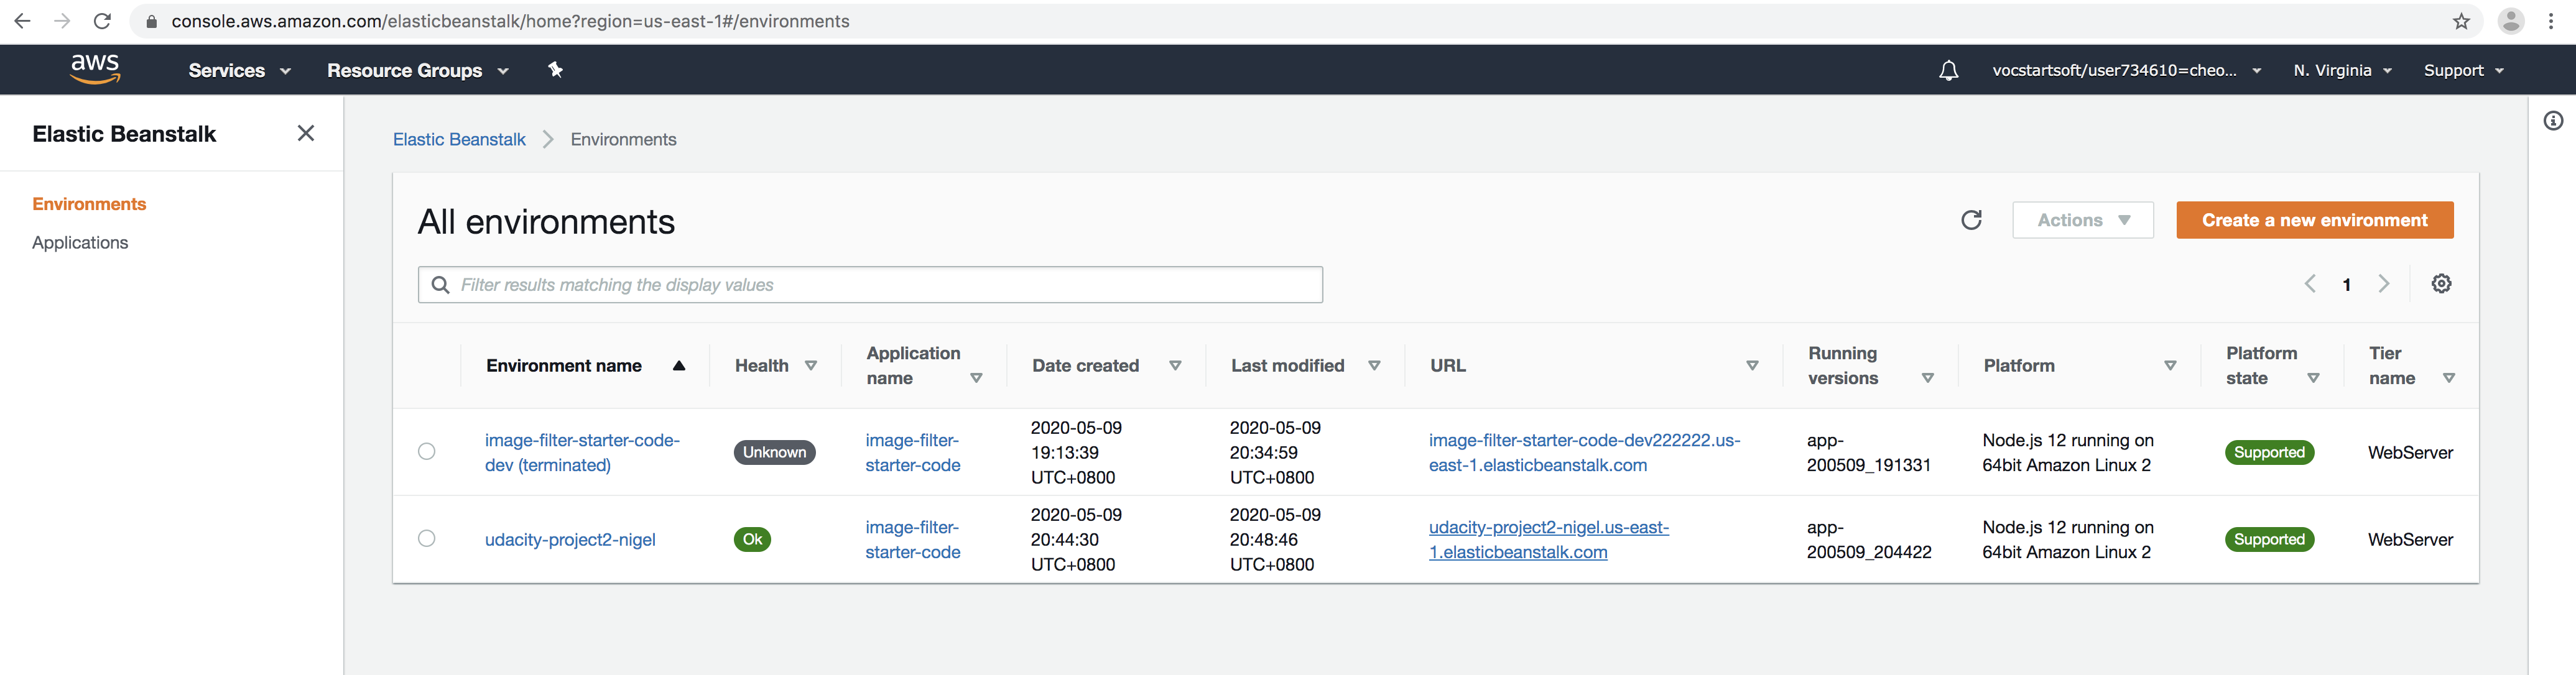 console.aws.amazon.com/elasticbeanstalk/home?region=us-east-1#/environments
aws Services Resource Groups vocstartsoft/user734610=cheo... N. Virginia Support
Elastic Beanstalk
Environments
Applications
Elastic Beanstalk Environments
All environments
Actions Create a new environment
Filter results matching the display values
1
Environment name
Health
Application
name
Date created
Last modified
URL
Running
versions
Platform
Platform
state
Tier
name
image-filter-starter-code-
dev (terminated)
Unknown
image-filter-
starter-code
2020-05-09
19:13:39
UTC+0800
2020-05-09
20:34:59
UTC+0800
image-filter-starter-code-dev222222.us-
east-1.elasticbeanstalk.com
app-
200509_191331
Node.js 12 running on
64bit Amazon Linux 2
Supported
WebServer
udacity-project2-nigel
Ok
image-filter-
starter-code
2020-05-09
20:44:30
UTC+0800
2020-05-09
20:48:46
UTC+0800
udacity-project2-nigel.us-east-
1.elasticbeanstalk.com
app-
200509_204422
Node.js 12 running on
64bit Amazon Linux 2
Supported
WebServer